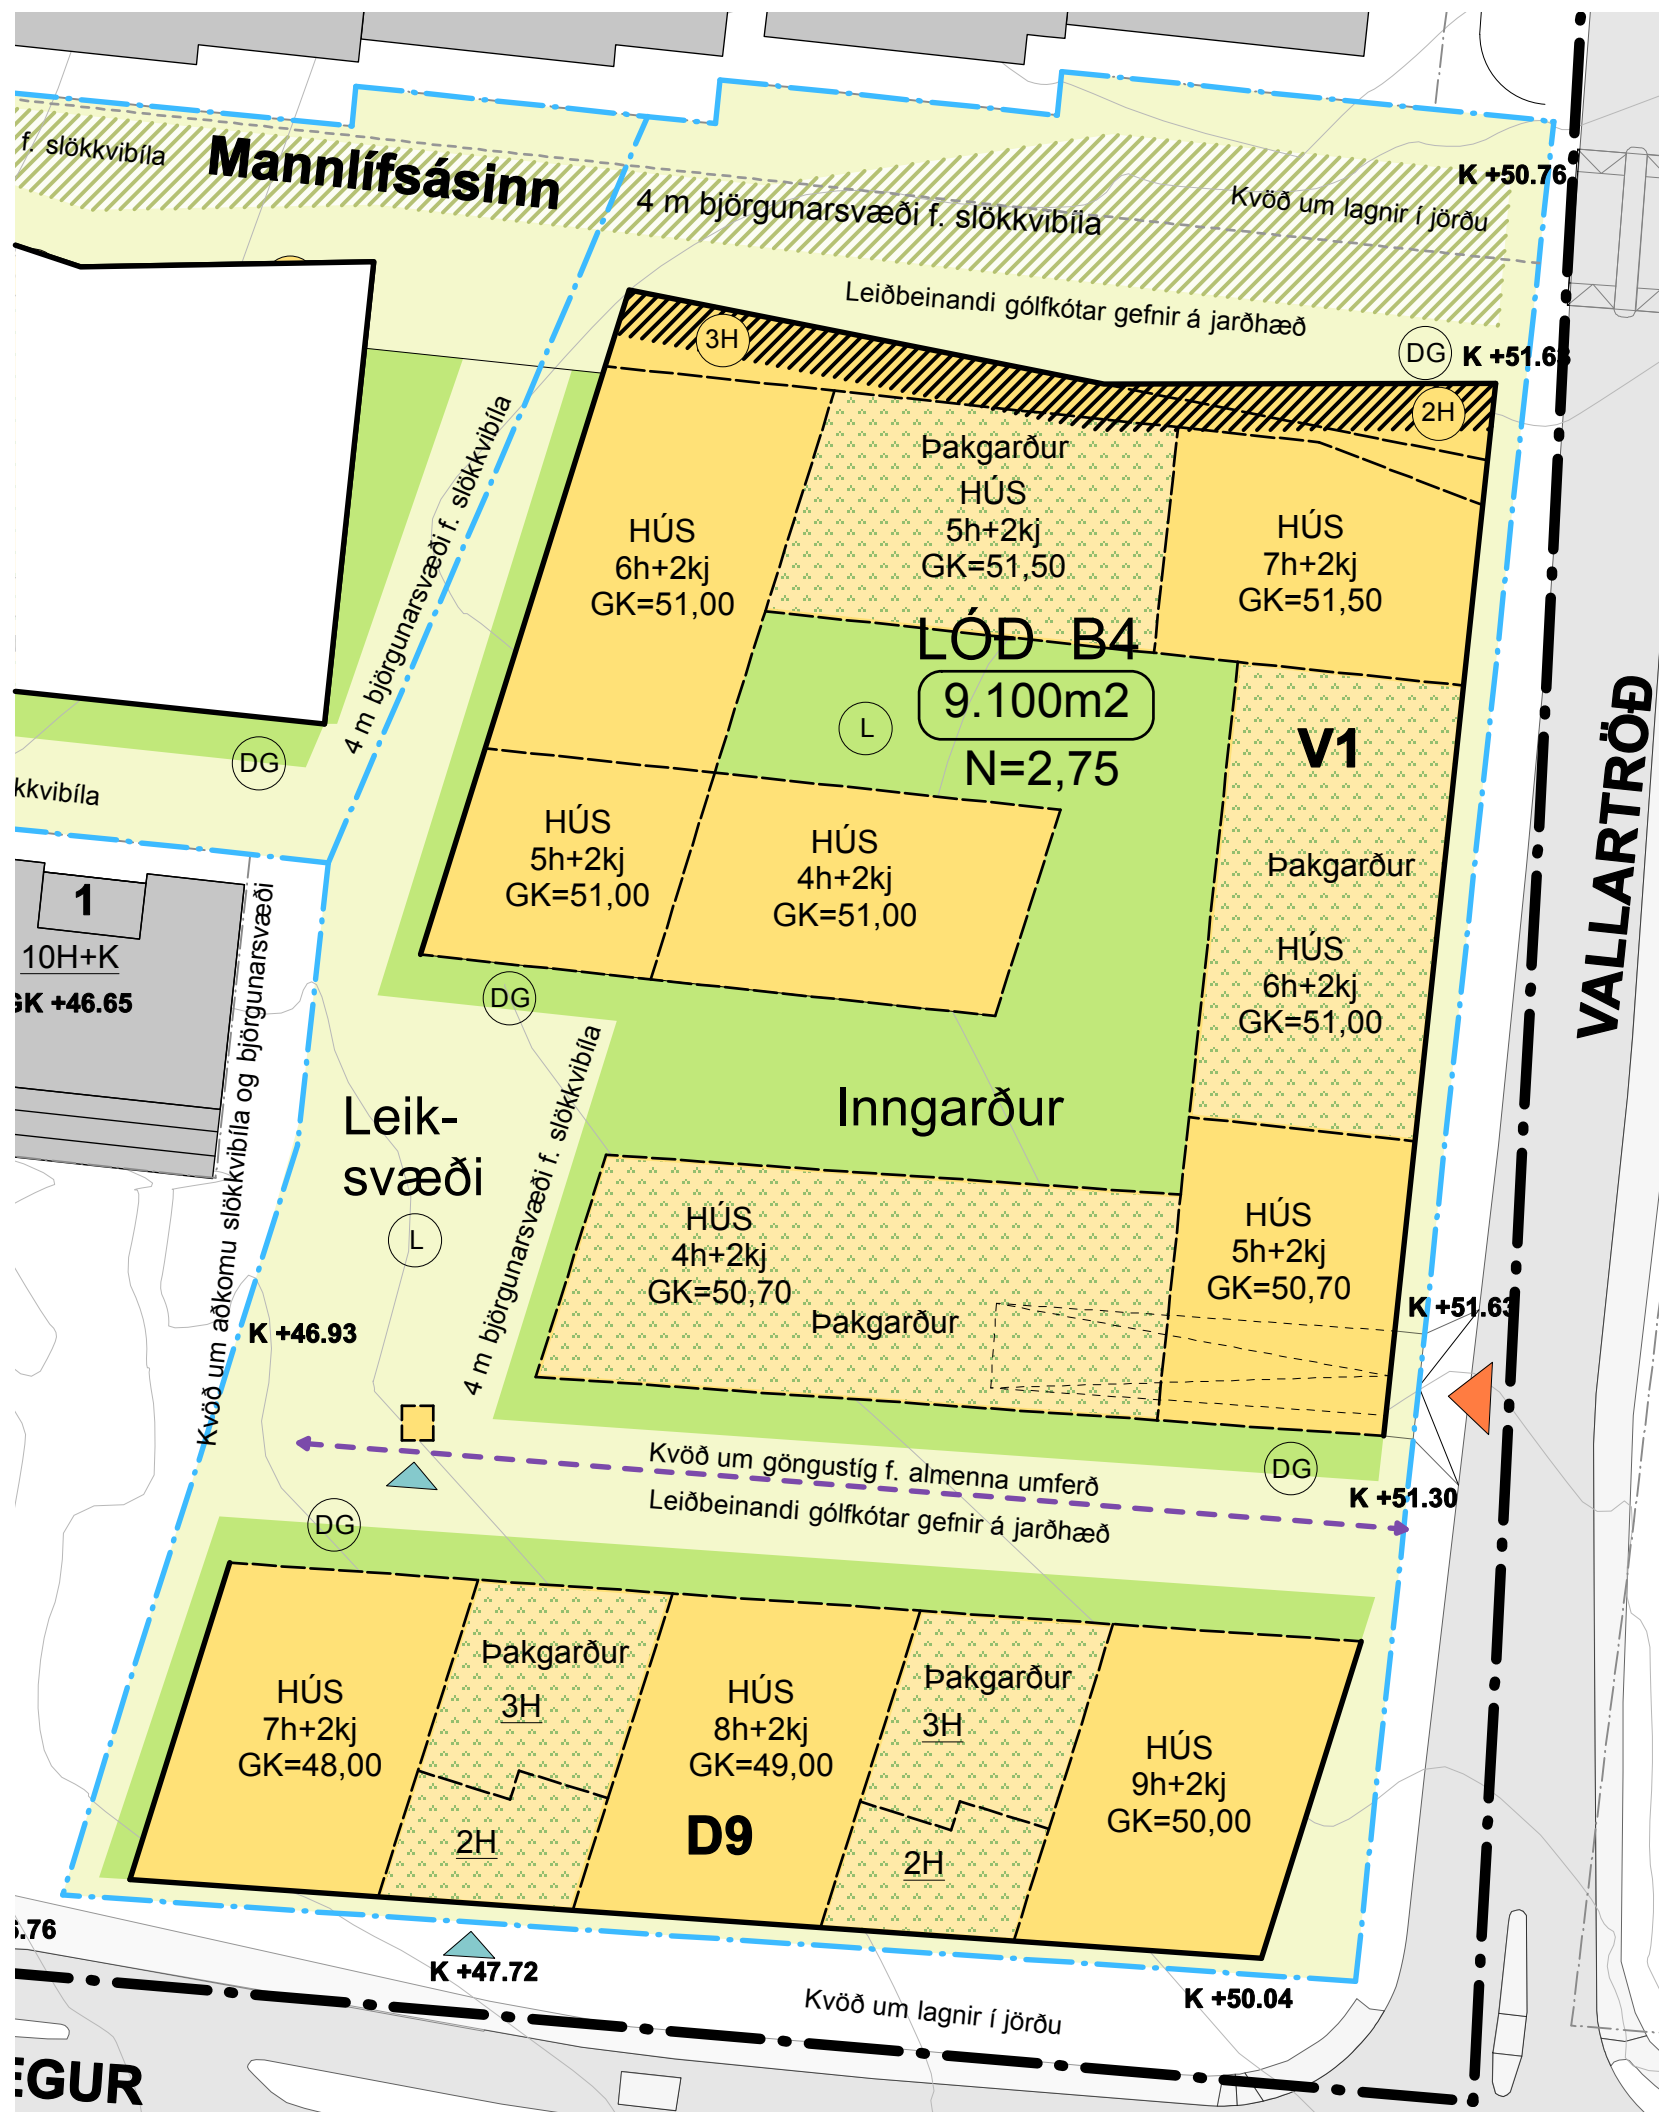 f. slökkvibíla
Mannlífsásinn
4 m björgunarsvæði f. slökkvibíla
Kvöð um lagnir í jörðu
K +50.76
Leiðbeinandi gólfkótar gefnir á jarðhæð
3H
DG
K +51.63
2H
4 m björgunarsvæði f. slökkvibíla
HÚS
6h+2kj
GK=51,00
Þakgarður
HÚS
5h+2kj
GK=51,50
HÚS
7h+2kj
GK=51,50
LÓÐ B4
9.100m2
N=2,75
L
DG
kkvibíla
V1
Þakgarður
HÚS
6h+2kj
GK=51,00
VALLARTRÖÐ
HÚS
5h+2kj
GK=51,00
HÚS
4h+2kj
GK=51,00
1
10H+K
GK +46.65
Kvöð um aðkomu slökkvibíla og björgunarsvæði
DG
Leik-
svæði
L
4 m björgunarsvæði f. slökkvibíla
Inngarður
HÚS
4h+2kj
GK=50,70
Þakgarður
HÚS
5h+2kj
GK=50,70
K +51.63
K +46.93
Kvöð um göngustíg f. almenna umferð
Leiðbeinandi gólfkótar gefnir á jarðhæð
DG
K +51.30
DG
HÚS
7h+2kj
GK=48,00
Þakgarður
3H
2H
HÚS
8h+2kj
GK=49,00
D9
Þakgarður
3H
2H
HÚS
9h+2kj
GK=50,00
6.76
K +47.72
Kvöð um lagnir í jörðu
K +50.04
EGUR